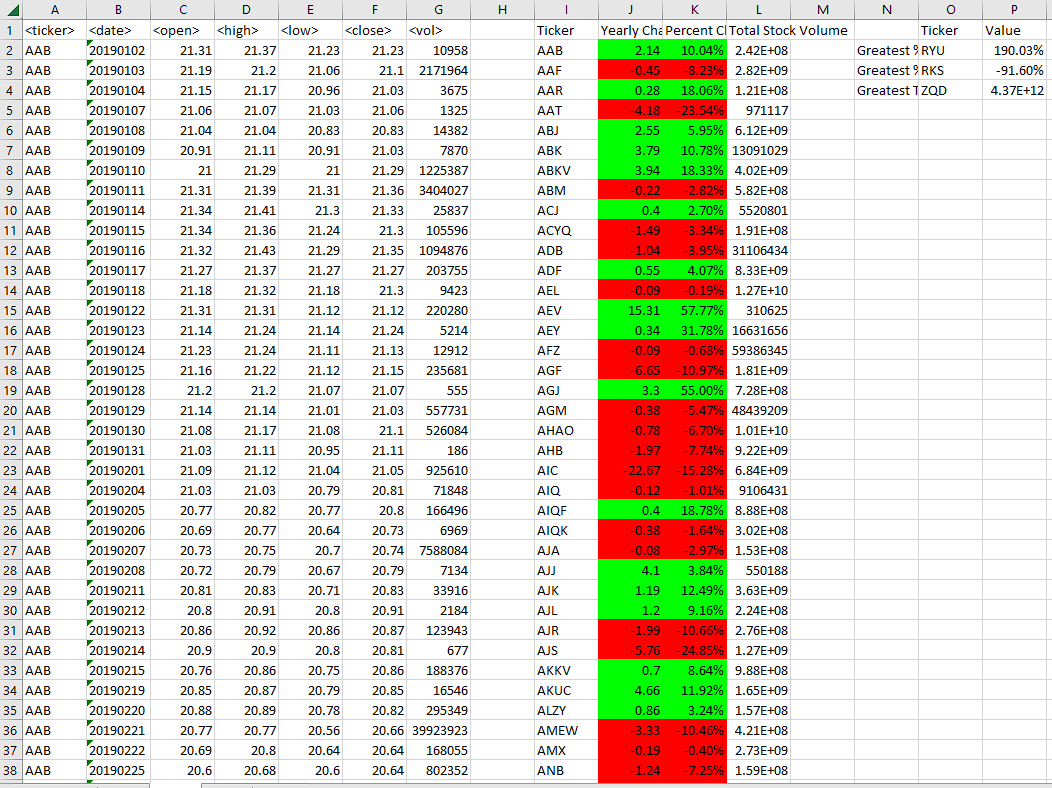 A B C D E F G H I J K L M N O P
1 <ticker> <date> <open> <high> <low> <close> <vol> Ticker Yearly Cha Percent Cl Total Stock Volume Ticker Value
2 AAB 20190102 21.31 21.37 21.23 21.23 10958 AAB 2.14 10.04% 2.42E+08 Greatest % RYU 190.03%
3 AAB 20190103 21.19 21.2 21.06 21.1 2171964 AAF -0.45 -8.23% 2.82E+09 Greatest % RKS -91.60%
4 AAB 20190104 21.15 21.17 20.96 21.03 3675 AAR 0.28 18.06% 1.21E+08 Greatest T ZQD 4.37E+12
5 AAB 20190107 21.06 21.07 21.03 21.06 1325 AAT -4.18 -23.54% 971117
6 AAB 20190108 21.04 21.04 20.83 20.83 14382 ABJ 2.55 5.95% 6.12E+09
7 AAB 20190109 20.91 21.11 20.91 21.03 7870 ABK 3.79 10.78% 13091029
8 AAB 20190110 21 21.29 21 21.29 1225387 ABKV 3.94 18.33% 4.02E+09
9 AAB 20190111 21.31 21.39 21.31 21.36 3404027 ABM -0.22 -2.82% 5.82E+08
10 AAB 20190114 21.34 21.41 21.3 21.33 25837 ACJ 0.4 2.70% 5520801
11 AAB 20190115 21.34 21.36 21.24 21.3 105596 ACYQ -1.49 -3.34% 1.91E+08
12 AAB 20190116 21.32 21.43 21.29 21.35 1094876 ADB -1.04 -3.95% 31106434
13 AAB 20190117 21.27 21.37 21.27 21.27 203755 ADF 0.55 4.07% 8.33E+09
14 AAB 20190118 21.18 21.32 21.18 21.3 9423 AEL -0.09 -0.19% 1.27E+10
15 AAB 20190122 21.31 21.31 21.12 21.12 220280 AEV 15.31 57.77% 310625
16 AAB 20190123 21.14 21.24 21.14 21.24 5214 AEY 0.34 31.78% 16631656
17 AAB 20190124 21.23 21.24 21.11 21.13 12912 AFZ -0.09 -0.68% 59386345
18 AAB 20190125 21.16 21.22 21.12 21.15 235681 AGF -6.65 -10.97% 1.81E+09
19 AAB 20190128 21.2 21.2 21.07 21.07 555 AGJ 3.3 55.00% 7.28E+08
20 AAB 20190129 21.14 21.14 21.01 21.03 557731 AGM -0.38 -5.47% 48439209
21 AAB 20190130 21.08 21.17 21.08 21.1 526084 AHAO -0.78 -6.70% 1.01E+10
22 AAB 20190131 21.03 21.11 20.95 21.11 186 AHB -1.97 -7.74% 9.22E+09
23 AAB 20190201 21.09 21.12 21.04 21.05 925610 AIC -22.67 -15.28% 6.84E+09
24 AAB 20190204 21.03 21.03 20.79 20.81 71848 AIQ -0.12 -1.01% 9106431
25 AAB 20190205 20.77 20.82 20.77 20.8 166496 AIQF 0.4 18.78% 8.88E+08
26 AAB 20190206 20.69 20.77 20.64 20.73 6969 AIQK -0.38 -1.64% 3.02E+08
27 AAB 20190207 20.73 20.75 20.7 20.74 7588084 AJA -0.08 -2.97% 1.53E+08
28 AAB 20190208 20.72 20.79 20.67 20.79 7134 AJJ 4.1 3.84% 550188
29 AAB 20190211 20.81 20.83 20.71 20.83 33916 AJK 1.19 12.49% 3.63E+09
30 AAB 20190212 20.8 20.91 20.8 20.91 2184 AJL 1.2 9.16% 2.24E+08
31 AAB 20190213 20.86 20.92 20.86 20.87 123943 AJR -1.99 -10.66% 2.76E+08
32 AAB 20190214 20.9 20.9 20.8 20.81 677 AJS -5.76 -24.85% 1.27E+09
33 AAB 20190215 20.76 20.86 20.75 20.86 188376 AKKV 0.7 8.64% 9.88E+08
34 AAB 20190219 20.85 20.87 20.79 20.85 16546 AKUC 4.66 11.92% 1.65E+09
35 AAB 20190220 20.88 20.89 20.78 20.82 295349 ALZY 0.86 3.24% 1.57E+08
36 AAB 20190221 20.77 20.77 20.56 20.66 39923923 AMEW -3.33 -10.46% 4.21E+08
37 AAB 20190222 20.69 20.8 20.64 20.64 168055 AMX -0.19 -0.40% 2.73E+09
38 AAB 20190225 20.6 20.68 20.6 20.64 802352 ANB -1.24 -7.25% 1.59E+08